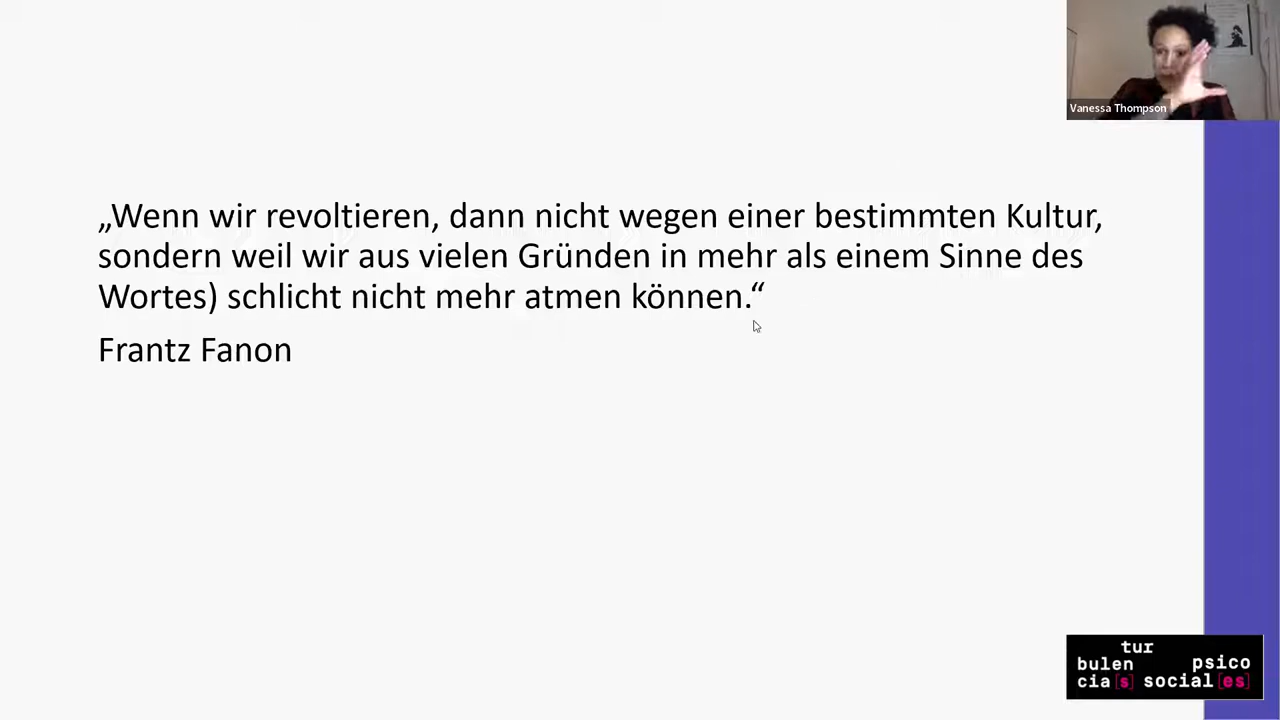 Vanessa Thompson
„Wenn wir revoltieren, dann nicht wegen einer bestimmten Kultur,
sondern weil wir aus vielen Gründen in mehr als einem Sinne des
Wortes) schlicht nicht mehr atmen können.“
Frantz Fanon
tur
bulen psico
cia[s] social[es]